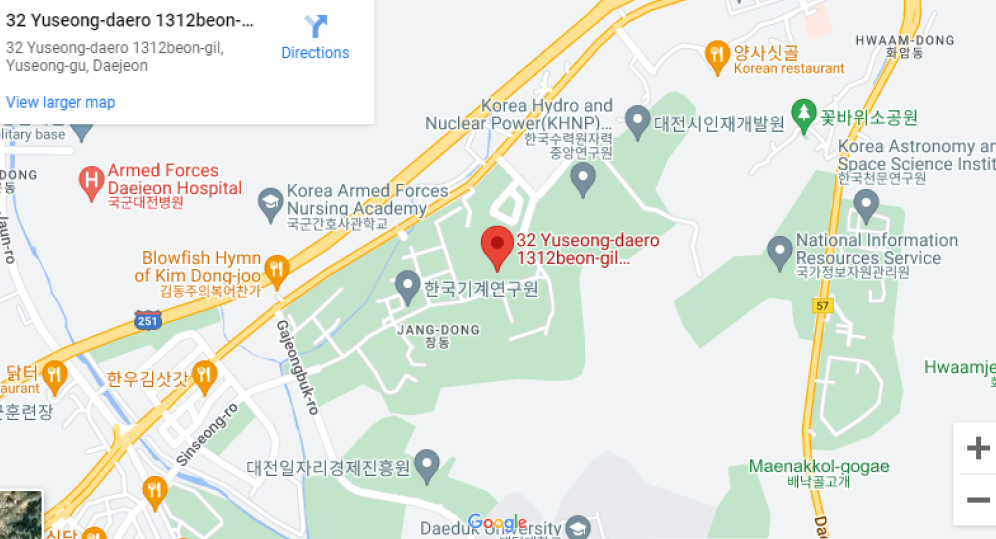 32 Yuseong-daero 1312beon-...
32 Yuseong-daero 1312beon-gil,
Yuseong-gu, Daejeon
Directions
View larger map
HWAAM-DONG
화암동
양사싯골
Korean restaurant
Korea Hydro and
Nuclear Power(KHNP)...
한국수력원자력
중앙연구원
대전시인재개발원
꽃바위소공원
ilitary base
DONG
Armed Forces
Daejeon Hospital
국군대전병원
Korea Armed Forces
Nursing Academy
국군간호사관학교
Korea Astronomy an
Space Science Instit
한국천문연구원
Jaun-ro
32 Yuseong-daero
1312beon-gil...
National Information
Resources Service
국가정보자원관리원
Blowfish Hymn
of Kim Dong-joo
김동주의복어찬가
한국기계연구원
251
57
JANG-DONG
장동
Gajeongbuk-ro
닭터
aurant
한우김삿갓
훈련장
Hwaamje
Sinseong-ro
대전일자리경제진흥원
Maenakkol-gogae
배낙골고개
Daeduk University
Google
식당
Dae
+
−